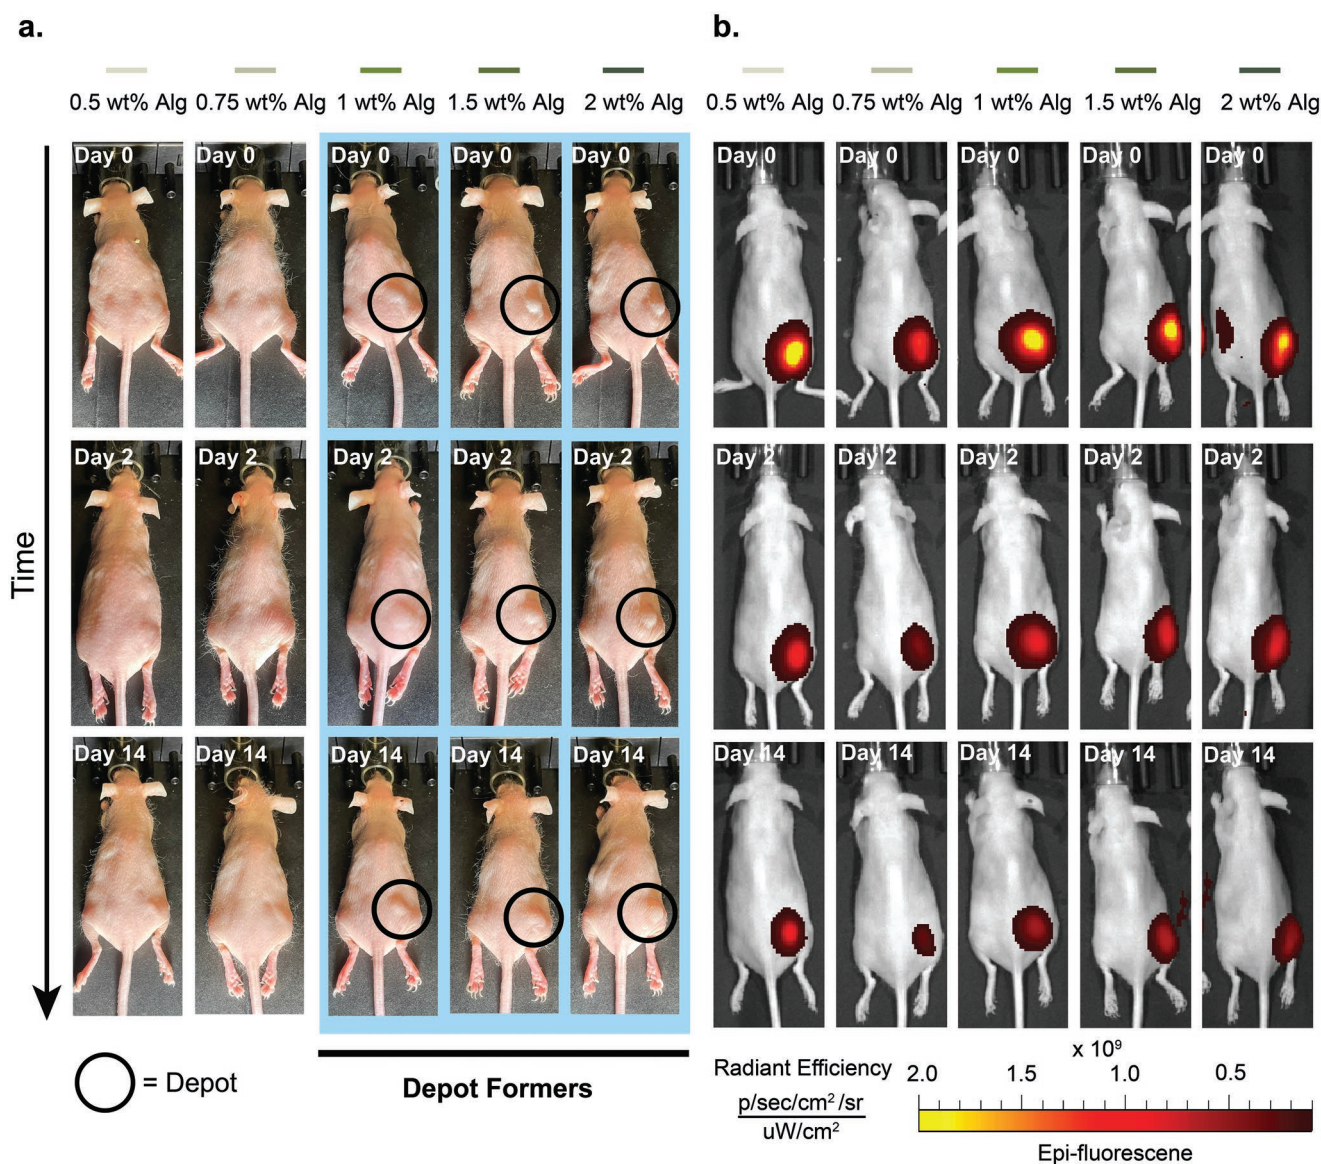 a.
0.5 wt% Alg 0.75 wt% Alg 1 wt% Alg 1.5 wt% Alg 2 wt% Alg
Day 0 Day 0 Day 0 Day 0 Day 0
Day 2 Day 2 Day 2 Day 2 Day 2
Day 14 Day 14 Day 14 Day 14 Day 14
Time
= Depot
Depot Formers
b.
0.5 wt% Alg 0.75 wt% Alg 1 wt% Alg 1.5 wt% Alg 2 wt% Alg
Day 0 Day 0 Day 0 Day 0 Day 0
Day 2 Day 2 Day 2 Day 2 Day 2
Day 14 Day 14 Day 14 Day 14 Day 14
Radiant Efficiency
p/sec/cm²/sr
uW/cm²
x 10⁹
2.0 1.5 1.0 0.5
Epi-fluorescene